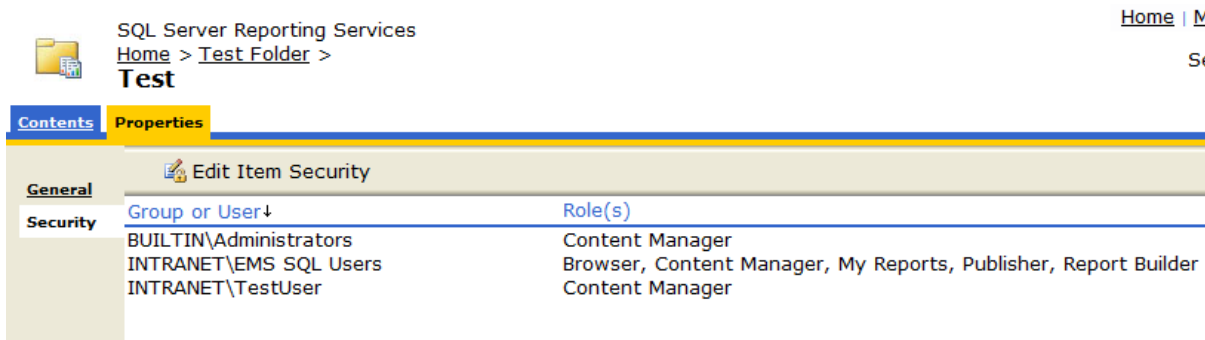 Home | M
SQL Server Reporting Services
Home > Test Folder >
Test
Contents Properties
Edit Item Security
General
Security
Group or User↓ Role(s)
BUILTIN\Administrators Content Manager
INTRANET\EMS SQL Users Browser, Content Manager, My Reports, Publisher, Report Builder
INTRANET\TestUser Content Manager